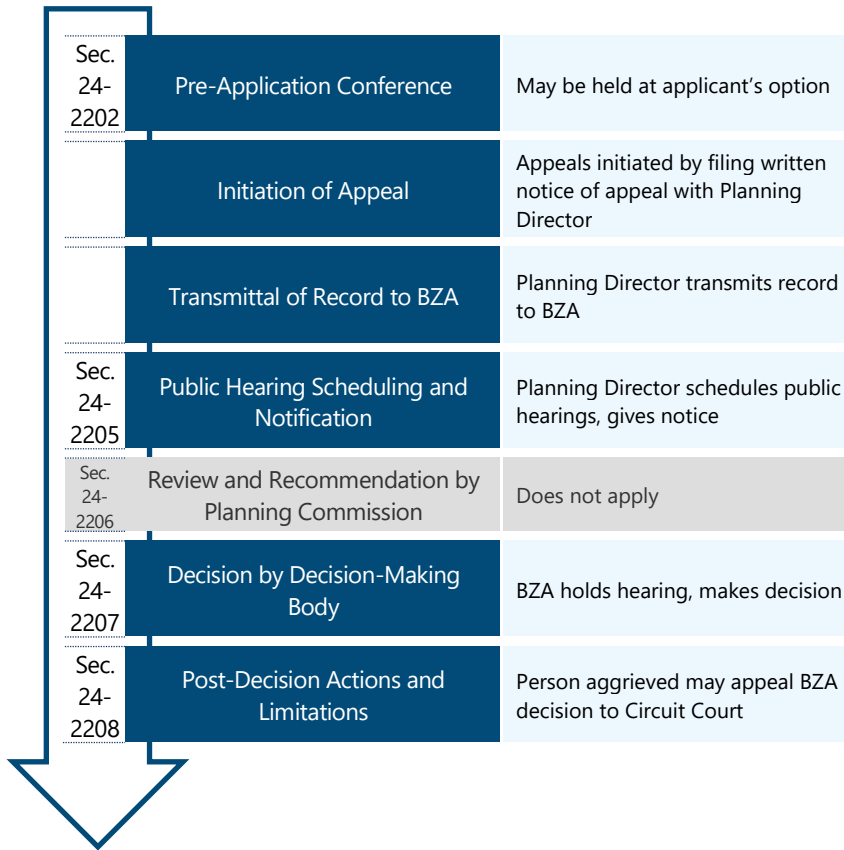 Sec.
24-
2202
Pre-Application Conference
May be held at applicant's option
Initiation of Appeal
Appeals initiated by filing written
notice of appeal with Planning
Director
Transmittal of Record to BZA
Planning Director transmits record
to BZA
Sec.
24-
2205
Public Hearing Scheduling and
Notification
Planning Director schedules public
hearings, gives notice
Sec.
24-
2206
Review and Recommendation by
Planning Commission
Does not apply
Sec.
24-
2207
Decision by Decision-Making
Body
BZA holds hearing, makes decision
Sec.
24-
2208
Post-Decision Actions and
Limitations
Person aggrieved may appeal BZA
decision to Circuit Court